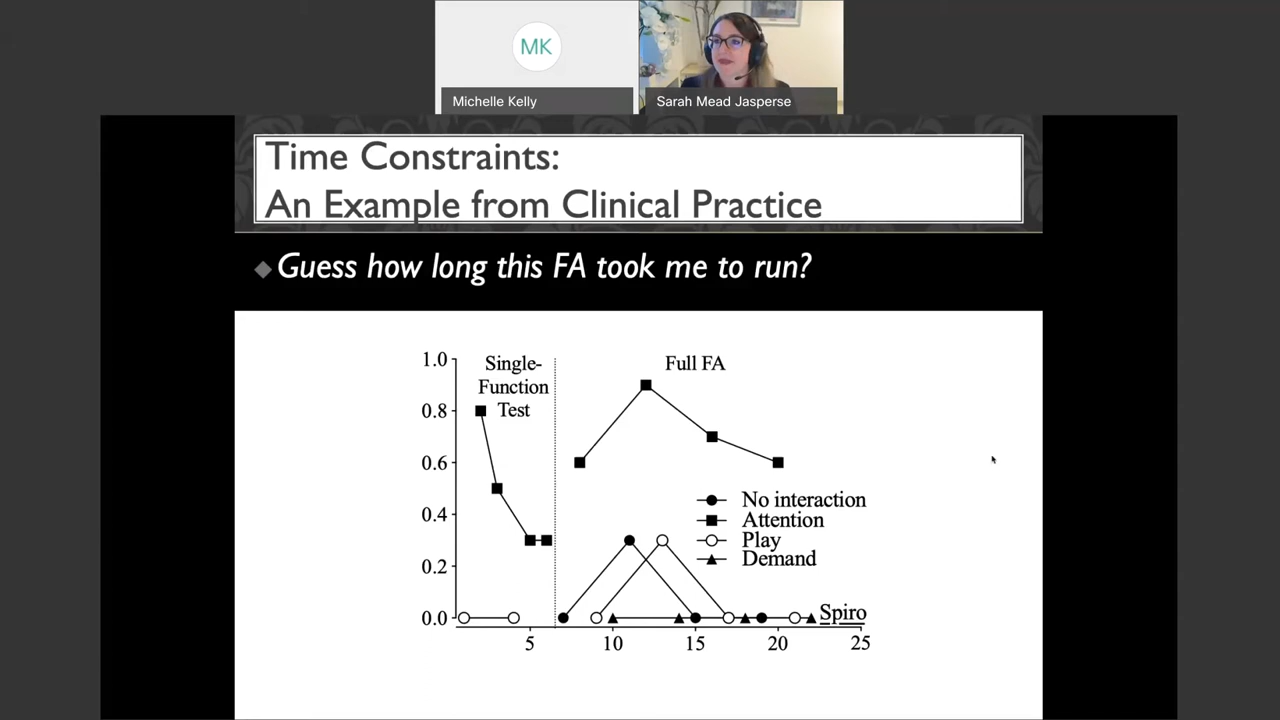 MK
Michelle Kelly
Sarah Mead Jasperse
Time Constraints:
An Example from Clinical Practice
Guess how long this FA took me to run?
Single-
Function
Test
Full FA
1.0
0.8
0.6
0.4
0.2
0.0
No interaction
Attention
Play
Demand
Spiro
5
10
15
20
25